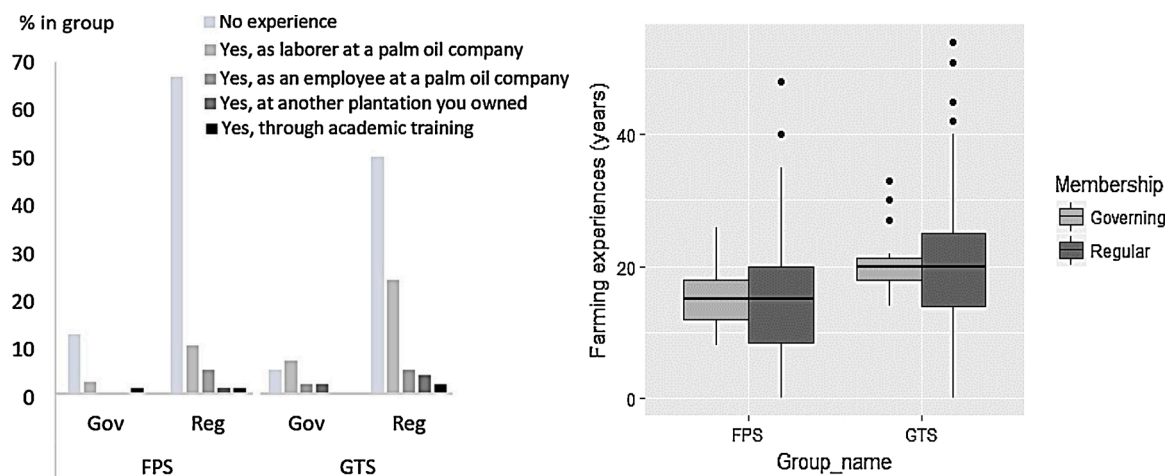 % in group
No experience
Yes, as laborer at a palm oil company
Yes, as an employee at a palm oil company
Yes, at another plantation you owned
Yes, through academic training
70
60
50
40
30
20
10
0
Gov Reg Gov Reg
FPS GTS
Farming experiences (years)
40
20
0
FPS GTS
Group_name
Membership
Governing
Regular